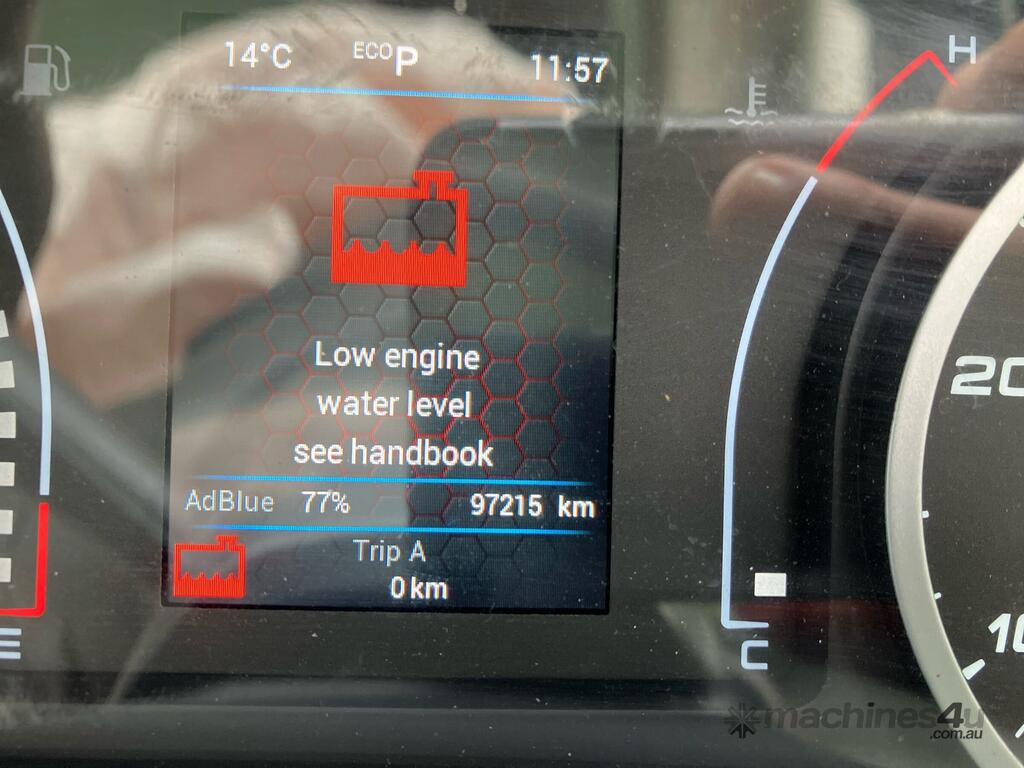 14°C ECO P 11:57
H
Low engine
water level
see handbook
AdBlue 77% 97215 km
Trip A
0 km
E
C
20
10
machines4u
.com.au